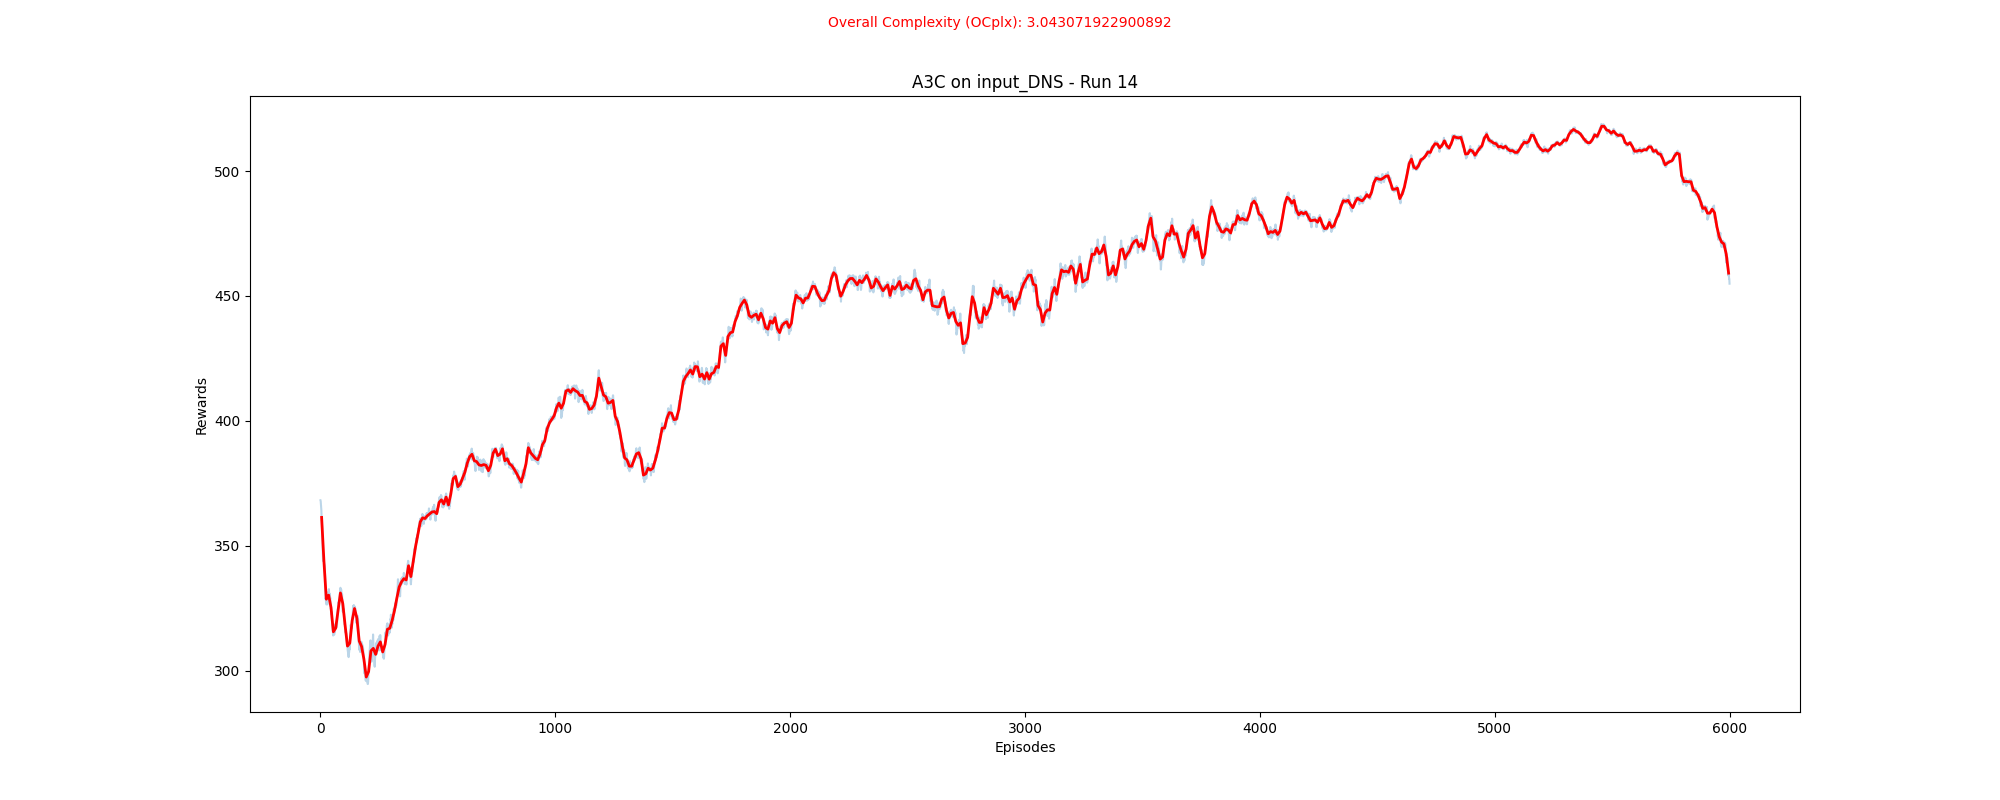 Overall Complexity (OCplx): 3.043071922900892
A3C on input_DNS - Run 14
500
450
400
350
300
Rewards
0 1000 2000 3000 4000 5000 6000
Episodes